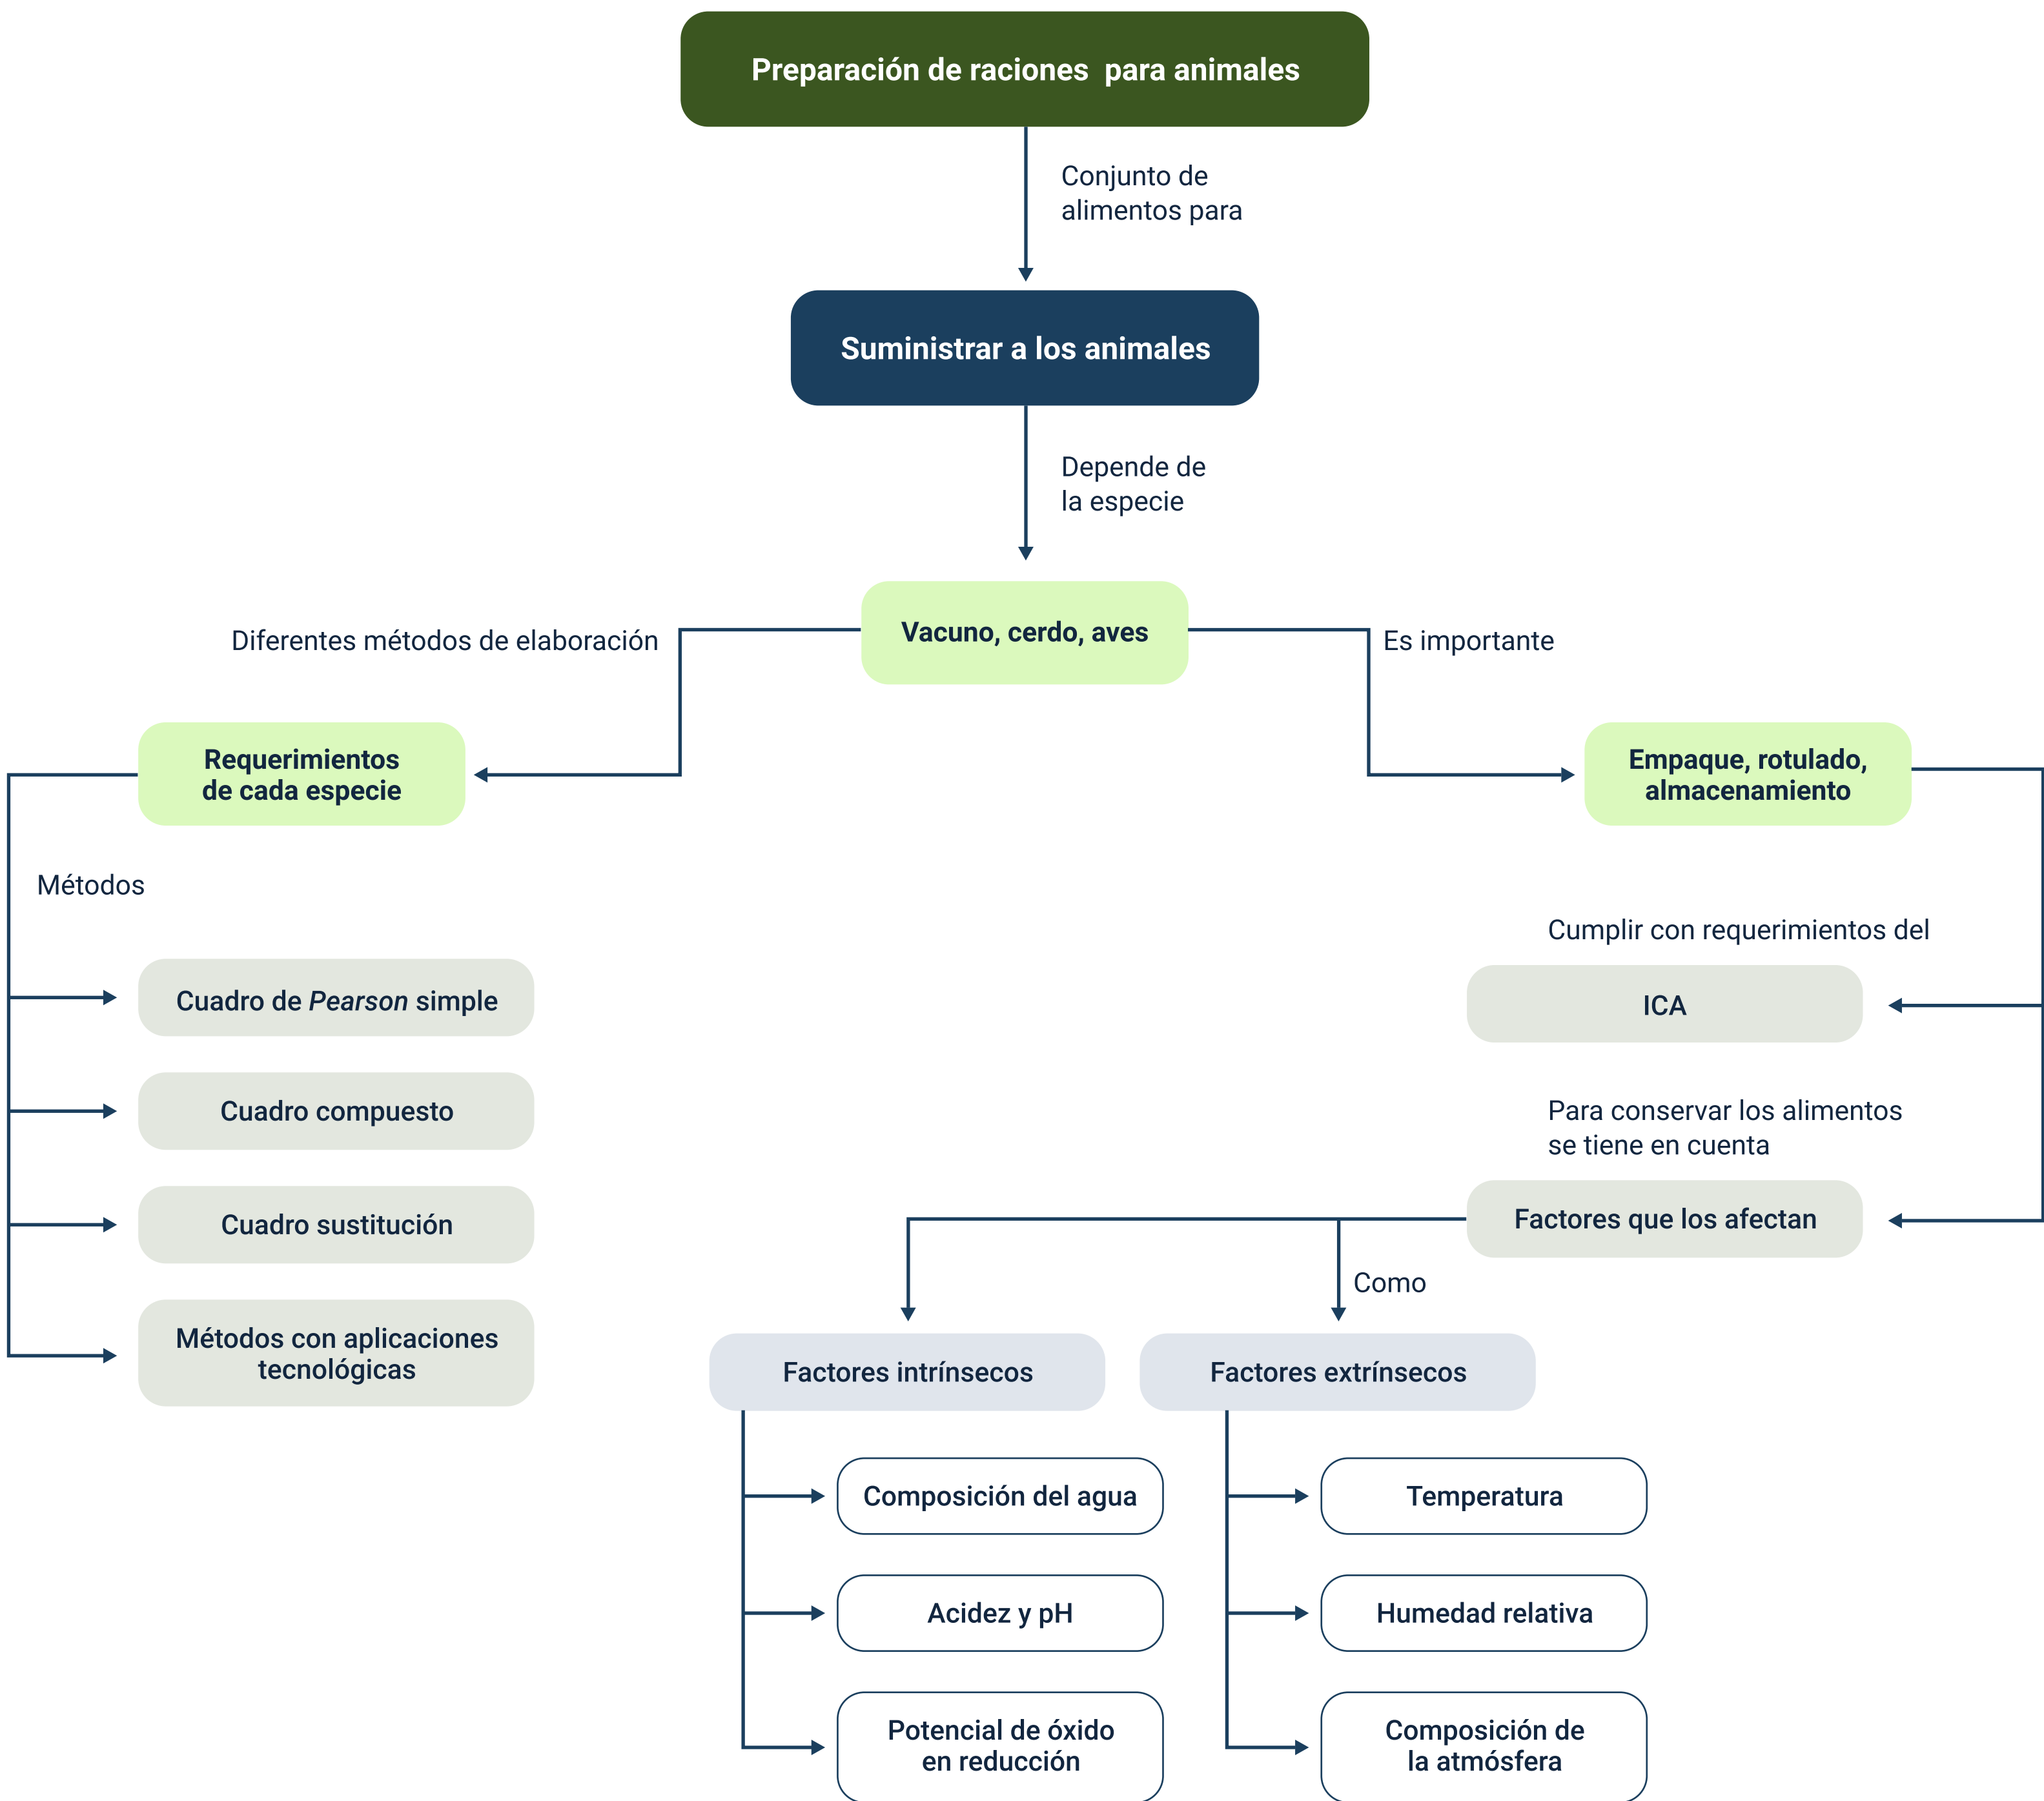 Preparación de raciones  para animales
Conjunto de
alimentos para
Suministrar a los animales
Depende de
la especie
Vacuno, cerdo, aves
Diferentes métodos de elaboración
Es importante
Requerimientos
de cada especie
Empaque, rotulado,
almacenamiento
Métodos
Cuadro de Pearson simple
Cuadro compuesto
Cuadro sustitución
Métodos con aplicaciones
tecnológicas
Cumplir con requerimientos del
ICA
Para conservar los alimentos
se tiene en cuenta
Factores que los afectan
Como
Factores intrínsecos
Composición del agua
Acidez y pH
Potencial de óxido
en reducción
Factores extrínsecos
Temperatura
Humedad relativa
Composición de
la atmósfera